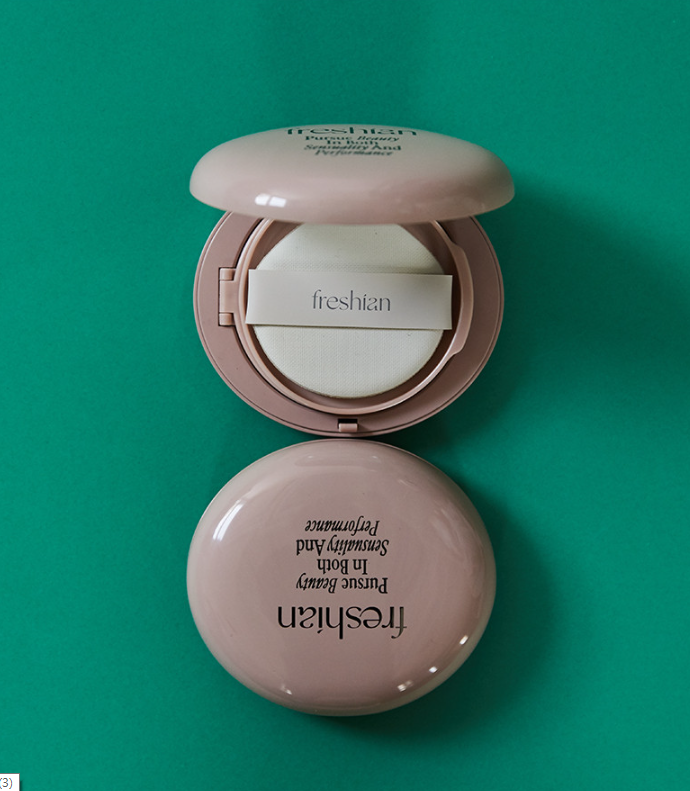 freshian
Pursue Beauty
In Both
Sensuality And
Performance
freshian
freshian
Pursue Beauty
In Both
Sensuality And
Performance
(3)